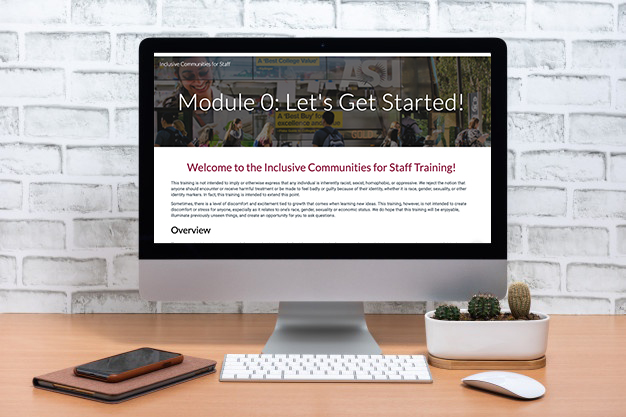 Inclusive Communities for Staff
A 'Best College Value'
ASU
A 'Best Buy' for
excellence and
value
Module 0: Let's Get Started!
Welcome to the Inclusive Communities for Staff Training!
This training is not intended to imply or otherwise express that any individual is inherently racist, sexist, homophobic, or oppressive. We reject the notion that
anyone should encounter or receive harmful treatment or be made to feel badly or guilty because of their identity, whether it is race, gender, sexuality, or other
identity markers. In fact, this training is intended to extend this point.
Sometimes, there is a level of discomfort and excitement tied to growth that comes when learning new ideas. This training, however, is not intended to create
discomfort or stress for anyone, especially as it relates to one's race, gender, sexuality or economic status. We do hope that this training will be enjoyable,
illuminate previously unseen things, and create an opportunity for you to ask questions.
Overview